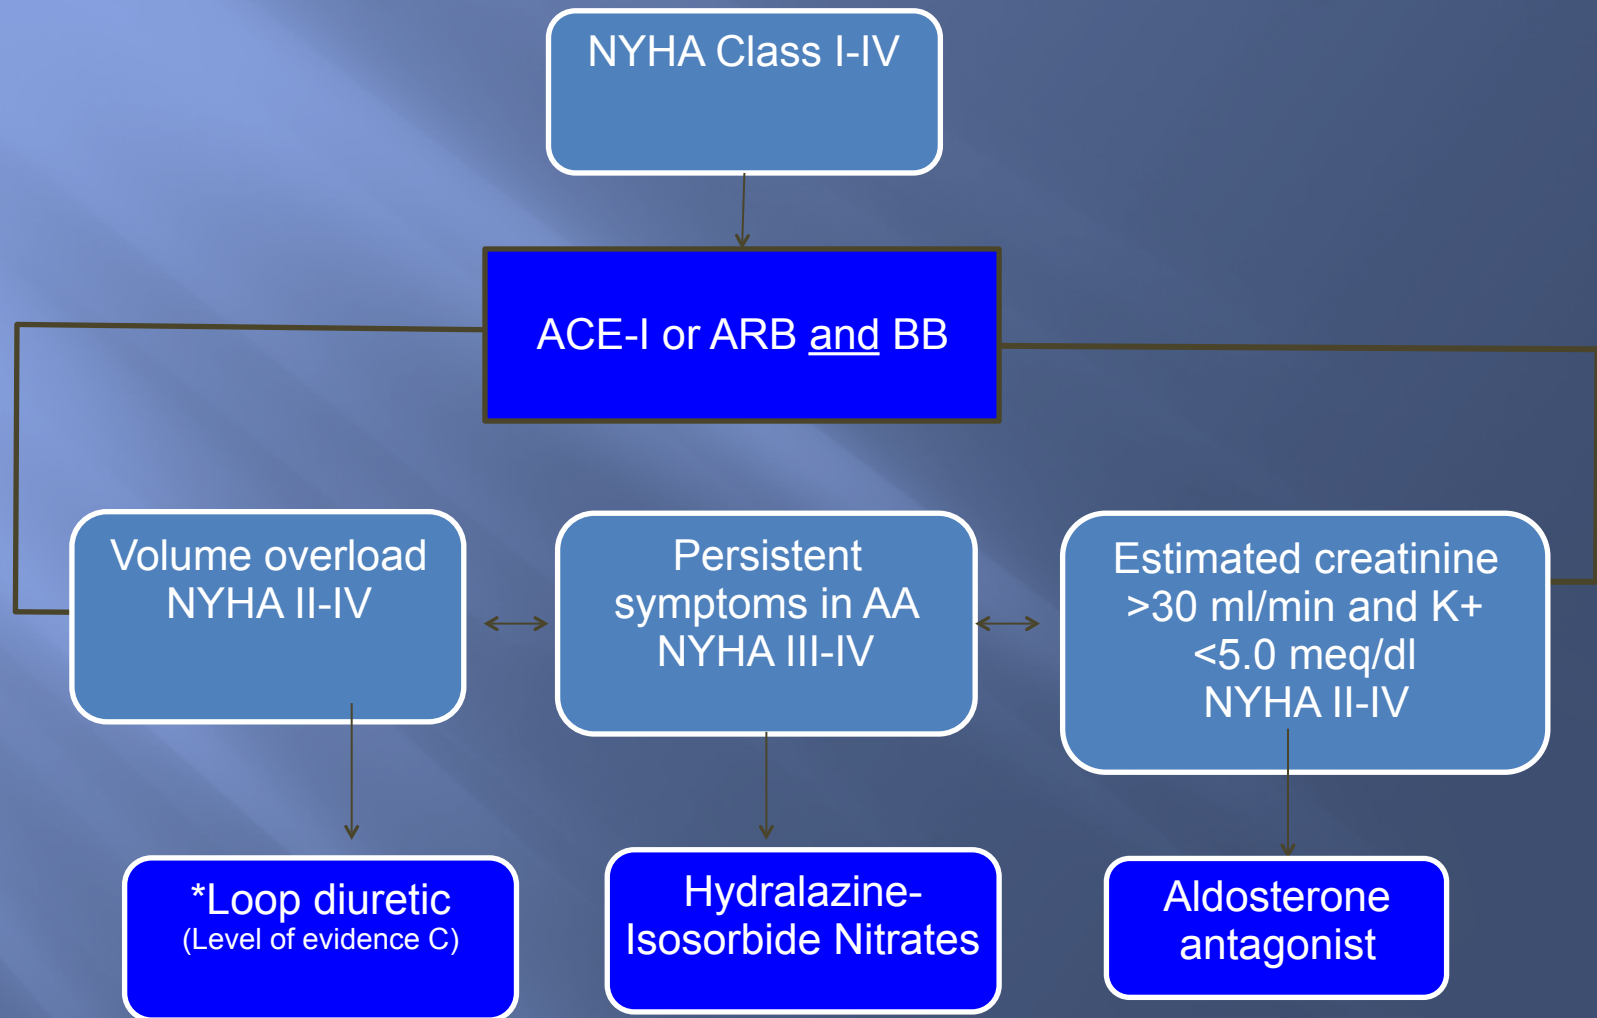 NYHA Class I-IV
ACE-I or ARB and BB
Volume overload
NYHA II-IV
Persistent
symptoms in AA
NYHA III-IV
Estimated creatinine
>30 ml/min and K+
<5.0 meq/dl
NYHA II-IV
*Loop diuretic
(Level of evidence C)
Hydralazine-
Isosorbide Nitrates
Aldosterone
antagonist